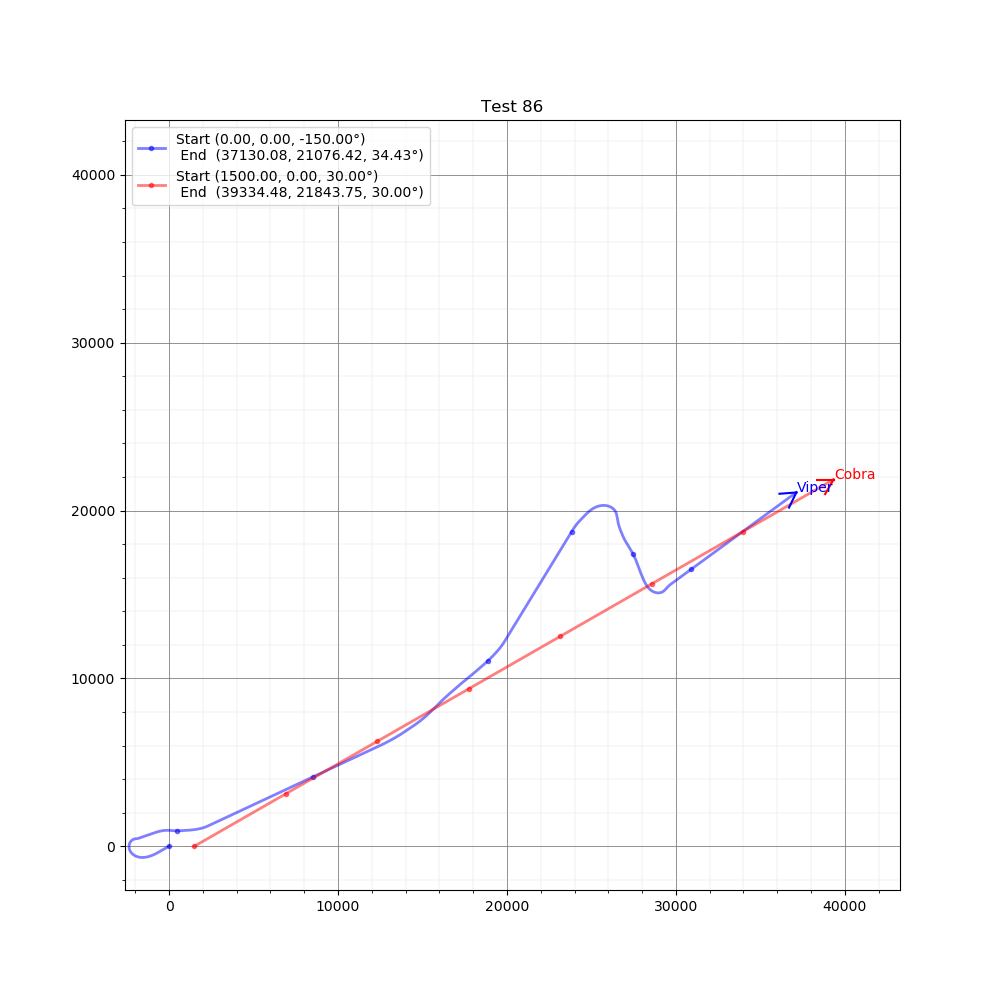 Test 86
Start (0.00, 0.00, -150.00°)
End  (37130.08, 21076.42, 34.43°)
Start (1500.00, 0.00, 30.00°)
End  (39334.48, 21843.75, 30.00°)
40000
30000
20000
10000
0
Cobra
Viper
0
10000
20000
30000
40000